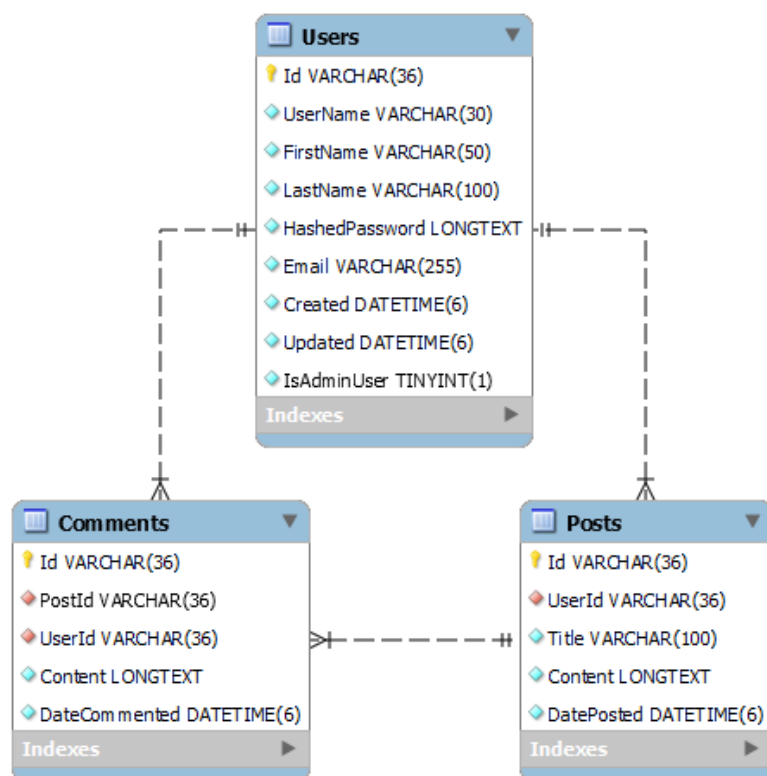 Users
Id VARCHAR(36)
UserName VARCHAR(30)
FirstName VARCHAR(50)
LastName VARCHAR(100)
HashedPassword LONGTEXT
Email VARCHAR(255)
Created DATETIME(6)
Updated DATETIME(6)
IsAdminUser TINYINT(1)
Indexes
Comments
Id VARCHAR(36)
PostId VARCHAR(36)
UserId VARCHAR(36)
Content LONGTEXT
DateCommented DATETIME(6)
Indexes
Posts
Id VARCHAR(36)
UserId VARCHAR(36)
Title VARCHAR(100)
Content LONGTEXT
DatePosted DATETIME(6)
Indexes